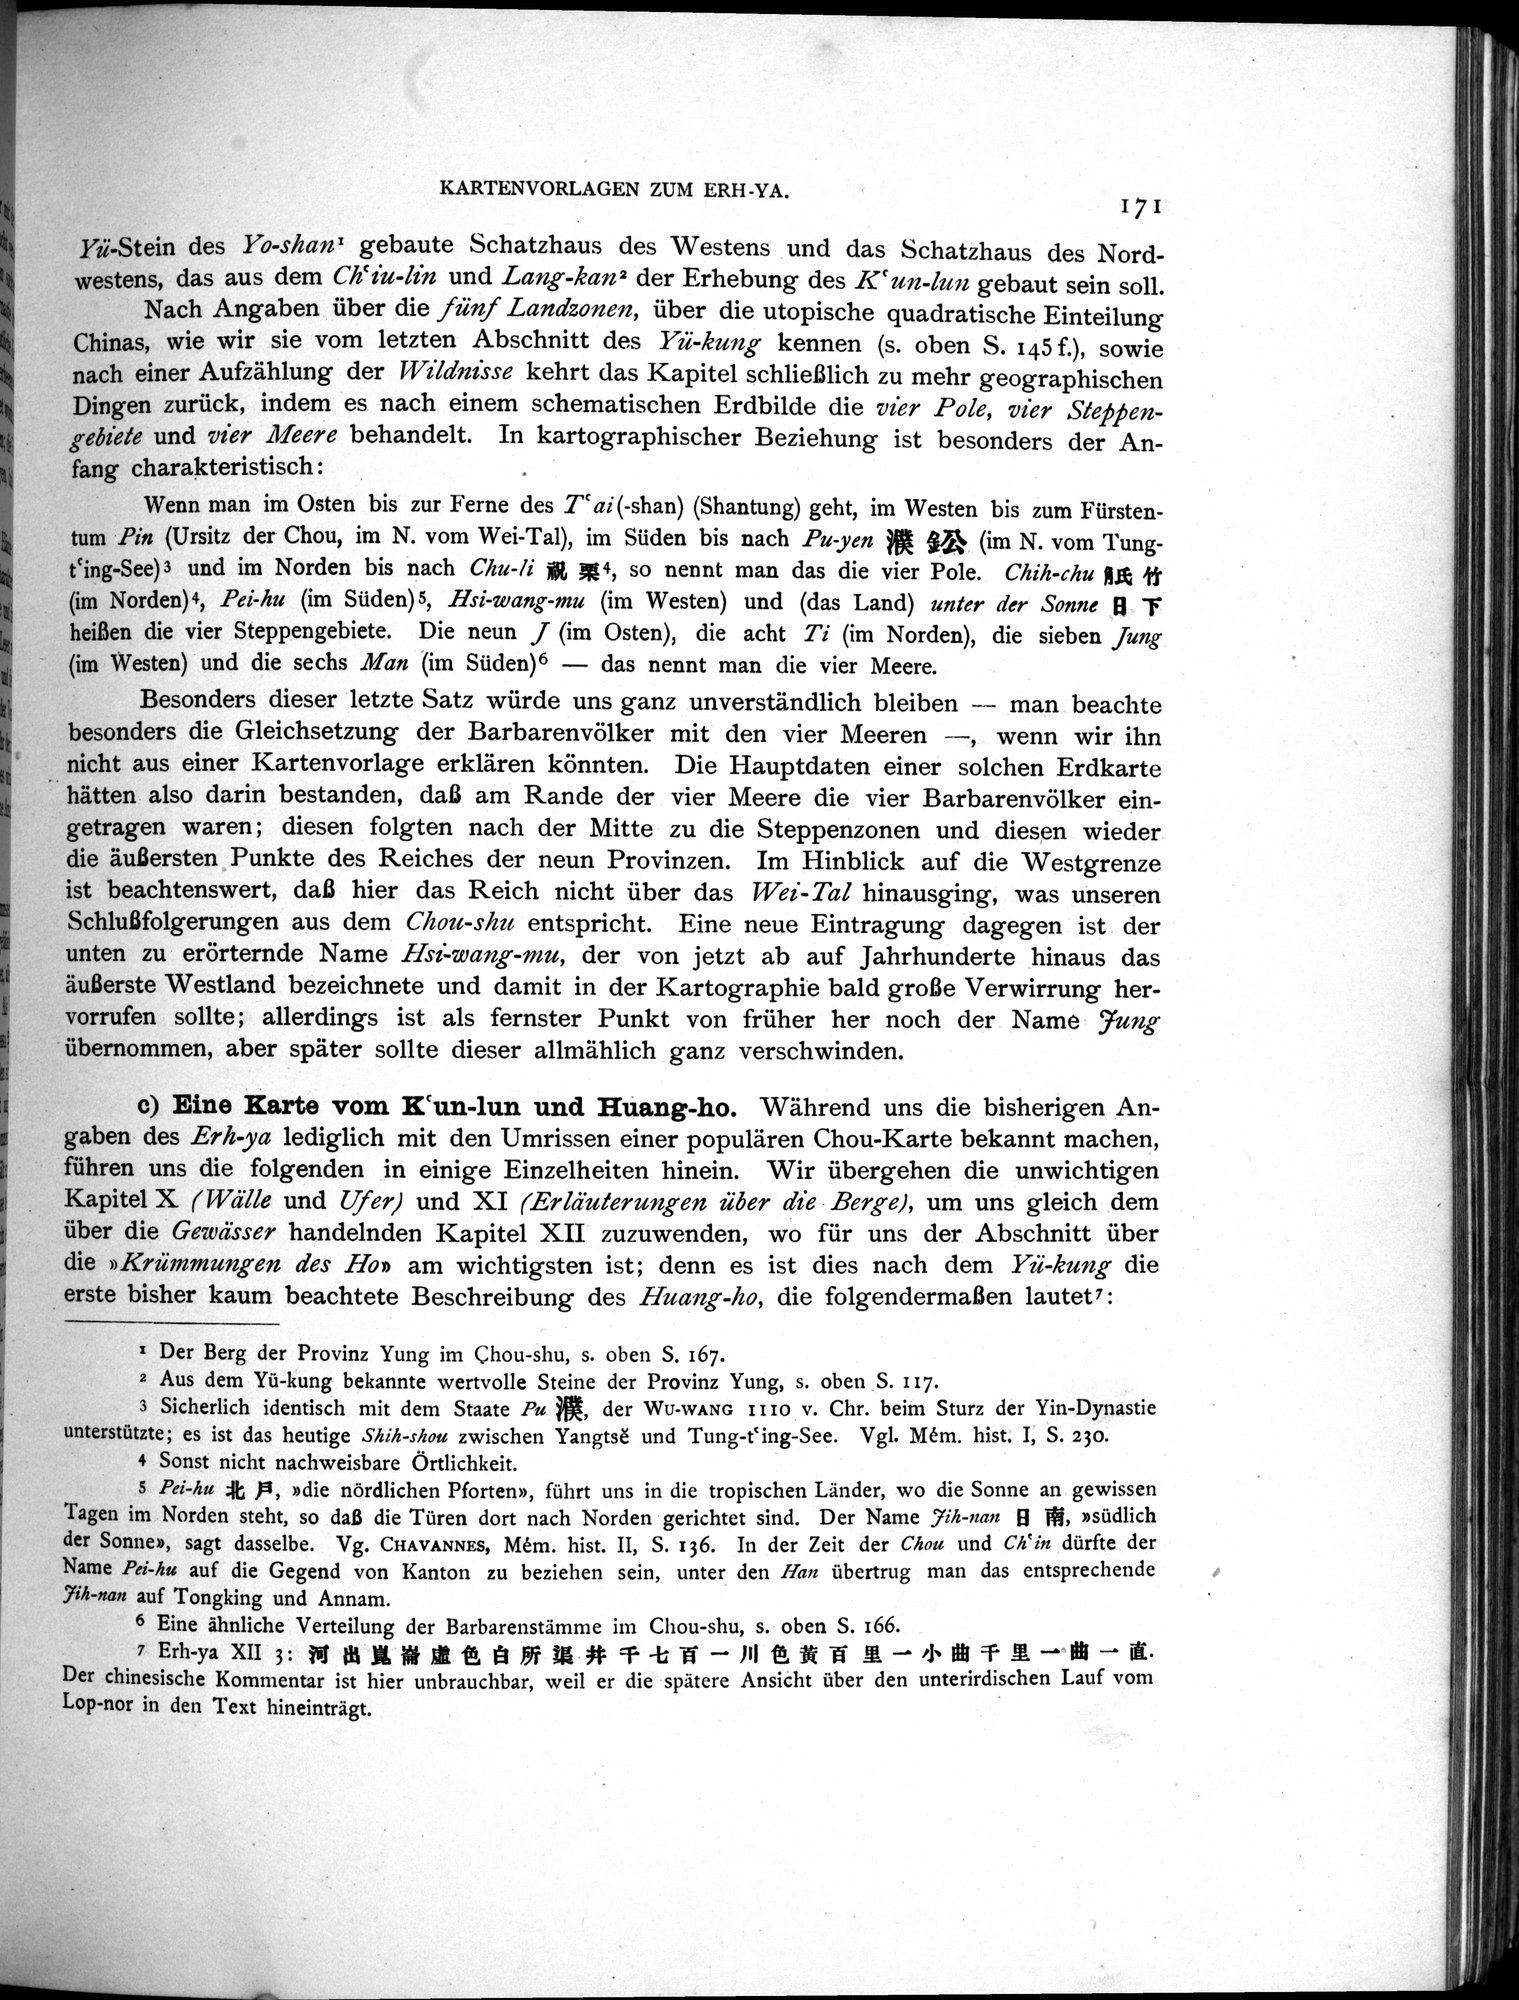 KARTENVORLAGEN ZUM ERH-YA.
171
Yü-Stein des Yo-shan¹ gebaute Schatzhaus des Westens und das Schatzhaus des Nord-
westens, das aus dem Chʿiu-lin und Lang-kan² der Erhebung des Kʿun-lun gebaut sein soll.
Nach Angaben über die fünf Landzonen, über die utopische quadratische Einteilung
Chinas, wie wir sie vom letzten Abschnitt des Yü-kung kennen (s. oben S. 145 f.), sowie
nach einer Aufzählung der Wildnisse kehrt das Kapitel schließlich zu mehr geographischen
Dingen zurück, indem es nach einem schematischen Erdbilde die vier Pole, vier Steppen-
gebiete und vier Meere behandelt. In kartographischer Beziehung ist besonders der An-
fang charakteristisch:
Wenn man im Osten bis zur Ferne des Tʿai(-shan) (Shantung) geht, im Westen bis zum Fürsten-
tum Pin (Ursitz der Chou, im N. vom Wei-Tal), im Süden bis nach Pu-yen 濮 鈆 (im N. vom Tung-
tʿing-See)³ und im Norden bis nach Chu-li 祝 栗⁴, so nennt man das die vier Pole. Chih-chu 觝 竹
(im Norden)⁴, Pei-hu (im Süden)⁵, Hsi-wang-mu (im Westen) und (das Land) unter der Sonne 日 下
heißen die vier Steppengebiete. Die neun J (im Osten), die acht Ti (im Norden), die sieben Jung
(im Westen) und die sechs Man (im Süden)⁶ — das nennt man die vier Meere.
Besonders dieser letzte Satz würde uns ganz unverständlich bleiben — man beachte
besonders die Gleichsetzung der Barbarenvölker mit den vier Meeren —, wenn wir ihn
nicht aus einer Kartenvorlage erklären könnten. Die Hauptdaten einer solchen Erdkarte
hätten also darin bestanden, daß am Rande der vier Meere die vier Barbarenvölker ein-
getragen waren; diesen folgten nach der Mitte zu die Steppenzonen und diesen wieder
die äußersten Punkte des Reiches der neun Provinzen. Im Hinblick auf die Westgrenze
ist beachtenswert, daß hier das Reich nicht über das Wei-Tal hinausging, was unseren
Schlußfolgerungen aus dem Chou-shu entspricht. Eine neue Eintragung dagegen ist der
unten zu erörternde Name Hsi-wang-mu, der von jetzt ab auf Jahrhunderte hinaus das
äußerste Westland bezeichnete und damit in der Kartographie bald große Verwirrung her-
vorrufen sollte; allerdings ist als fernster Punkt von früher her noch der Name Jung
übernommen, aber später sollte dieser allmählich ganz verschwinden.
c) Eine Karte vom Kʿun-lun und Huang-ho. Während uns die bisherigen An-
gaben des Erh-ya lediglich mit den Umrissen einer populären Chou-Karte bekannt machen,
führen uns die folgenden in einige Einzelheiten hinein. Wir übergehen die unwichtigen
Kapitel X (Wälle und Ufer) und XI (Erläuterungen über die Berge), um uns gleich dem
über die Gewässer handelnden Kapitel XII zuzuwenden, wo für uns der Abschnitt über
die »Krümmungen des Ho» am wichtigsten ist; denn es ist dies nach dem Yü-kung die
erste bisher kaum beachtete Beschreibung des Huang-ho, die folgendermaßen lautet⁷:
¹ Der Berg der Provinz Yung im Chou-shu, s. oben S. 167.
² Aus dem Yü-kung bekannte wertvolle Steine der Provinz Yung, s. oben S. 117.
³ Sicherlich identisch mit dem Staate Pu 濮, der WU-WANG 1110 v. Chr. beim Sturz der Yin-Dynastie
unterstützte; es ist das heutige Shih-shou zwischen Yangtsĕ und Tung-tʿing-See. Vgl. Mém. hist. I, S. 230.
⁴ Sonst nicht nachweisbare Örtlichkeit.
⁵ Pei-hu 北 戶, »die nördlichen Pforten», führt uns in die tropischen Länder, wo die Sonne an gewissen
Tagen im Norden steht, so daß die Türen dort nach Norden gerichtet sind. Der Name Jih-nan 日 南, »südlich
der Sonne», sagt dasselbe. Vg. CHAVANNES, Mém. hist. II, S. 136. In der Zeit der Chou und Chʿin dürfte der
Name Pei-hu auf die Gegend von Kanton zu beziehen sein, unter den Han übertrug man das entsprechende
Jih-nan auf Tongking und Annam.
⁶ Eine ähnliche Verteilung der Barbarenstämme im Chou-shu, s. oben S. 166.
⁷ Erh-ya XII 3: 河 出 崑 崙 虛 色 白 所 渠 并 千 七 百 一 川 色 黃 百 里 一 小 曲 千 里 一 曲 一 直.
Der chinesische Kommentar ist hier unbrauchbar, weil er die spätere Ansicht über den unterirdischen Lauf vom
Lop-nor in den Text hineinträgt.